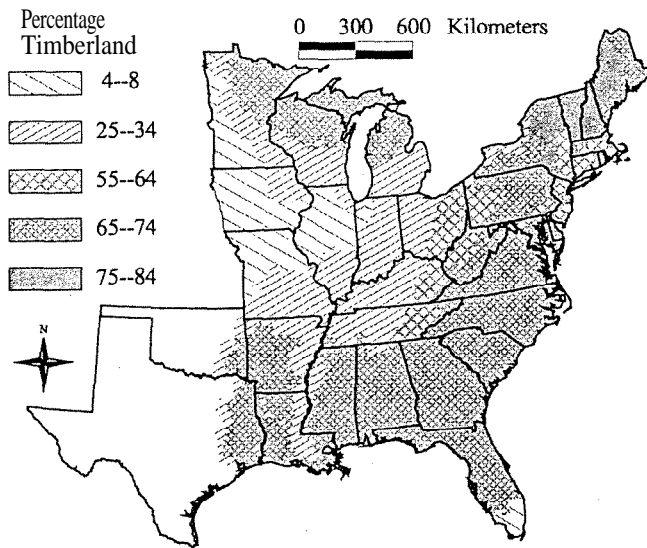 Percentage
Timberland
0 300 600 Kilometers
4--8
25--34
55--64
65--74
75--84
N